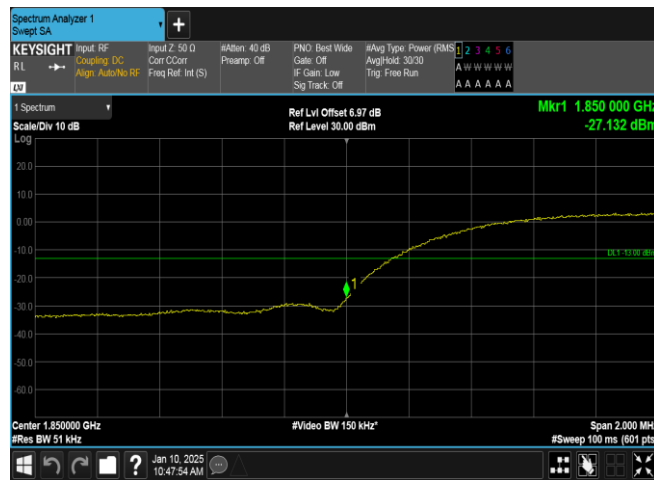 Spectrum Analyzer 1
Swept SA
+
KEYSIGHT
RL
LXI
Input: RF
Coupling: DC
Align: Auto/No RF
Input Z: 50 Ω
Corr CCorr
Freq Ref: Int (S)
#Atten: 40 dB
Preamp: Off
PNO: Best Wide
Gate: Off
IF Gain: Low
Sig Track: Off
#Avg Type: Power (RMS
Avg|Hold: 30/30
Trig: Free Run
1 2 3 4 5 6
A W W W W W
A A A A A A
1 Spectrum
Scale/Div 10 dB
Log
Ref Lvl Offset 6.97 dB
Ref Level 30.00 dBm
Mkr1 1.850 000 GHz
-27.132 dBm
20.0
10.0
0.00
-10.0
DL1 -13.00 dBm
-20.0
1
-30.0
-40.0
-50.0
-60.0
Center 1.850000 GHz
#Res BW 51 kHz
#Video BW 150 kHz*
Span 2.000 MHz
#Sweep 100 ms (601 pts)
?
Jan 10, 2025
10:47:54 AM